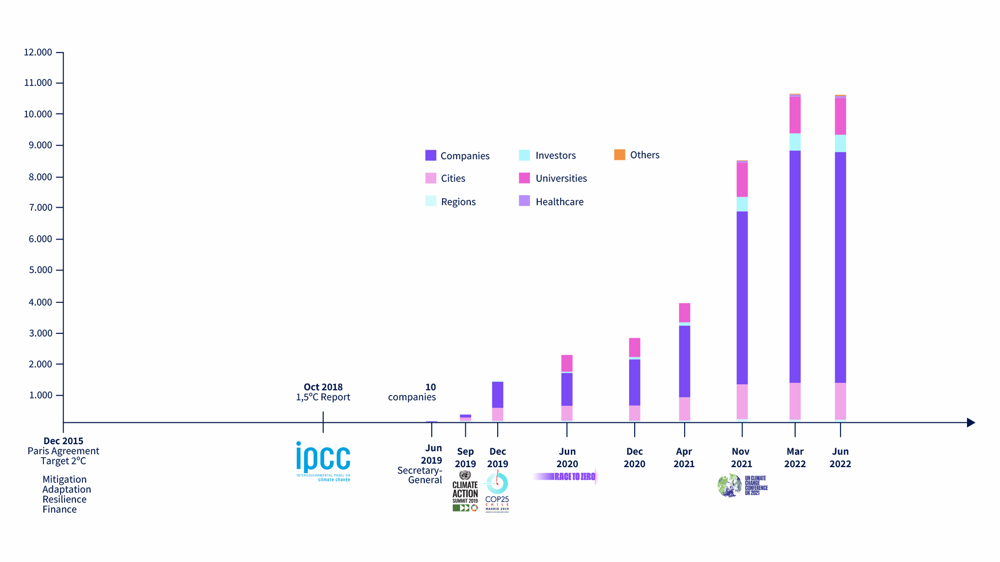 12.000
11.000
10.000
9.000
8.000
7.000
6.000
5.000
4.000
3.000
2.000
1.000
Companies
Cities
Regions
Investors
Universities
Healthcare
Others
Oct 2018
1,5ºC Report
10
companies
Dec 2015
Paris Agreement
Target 2ºC
Mitigation
Adaptation
Resilience
Finance
ipcc
INTERGOVERNMENTAL PANEL ON
climate change
Jun
2019
Secretary-
General
Sep
2019
CLIMATE
ACTION
SUMMIT 2019
Dec
2019
COP25
CHILE
MADRID 2019
Jun
2020
RACE TO ZERO
Dec
2020
Apr
2021
Nov
2021
UN CLIMATE
CHANGE
CONFERENCE
UK 2021
Mar
2022
Jun
2022